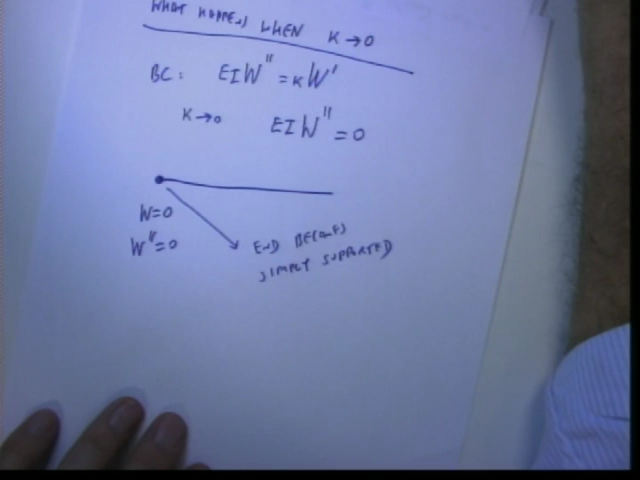 WHAT HAPPENS WHEN K→0
BC: EIW" = KW'
K→0 EIW" = 0
W=0
W"=0
END BECOMES
SIMPLY SUPPORTED